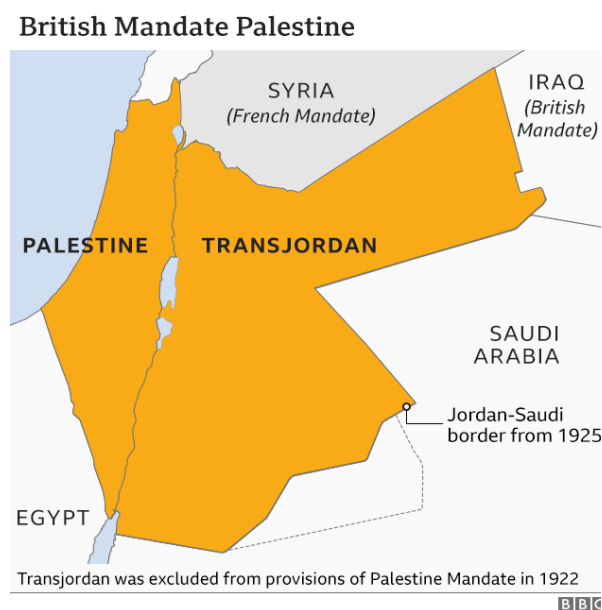 British Mandate Palestine
SYRIA
(French Mandate)
IRAQ
(British
Mandate)
PALESTINE
TRANSJORDAN
SAUDI
ARABIA
Jordan-Saudi
border from 1925
EGYPT
Transjordan was excluded from provisions of Palestine Mandate in 1922
BBC